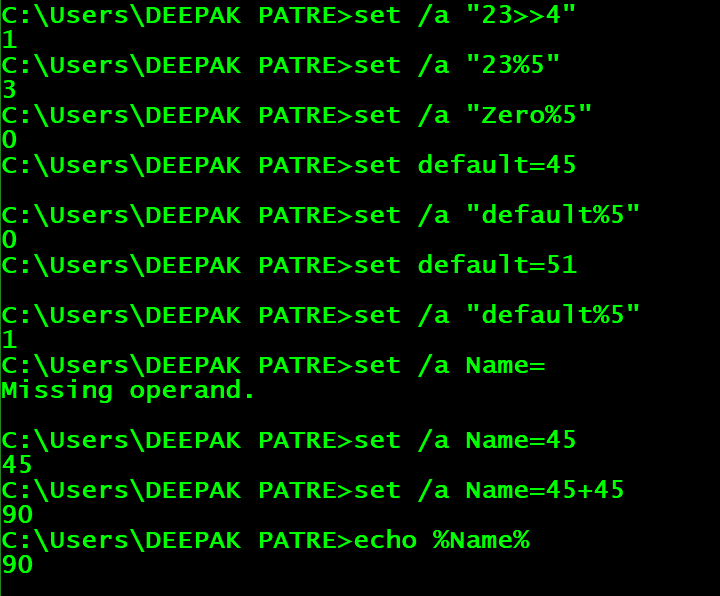 C:\Users\DEEPAK PATRE>set /a "23>>4"
1
C:\Users\DEEPAK PATRE>set /a "23%5"
3
C:\Users\DEEPAK PATRE>set /a "Zero%5"
0
C:\Users\DEEPAK PATRE>set default=45
C:\Users\DEEPAK PATRE>set /a "default%5"
0
C:\Users\DEEPAK PATRE>set default=51
C:\Users\DEEPAK PATRE>set /a "default%5"
1
C:\Users\DEEPAK PATRE>set /a Name=
Missing operand.
C:\Users\DEEPAK PATRE>set /a Name=45
45
C:\Users\DEEPAK PATRE>set /a Name=45+45
90
C:\Users\DEEPAK PATRE>echo %Name%
90